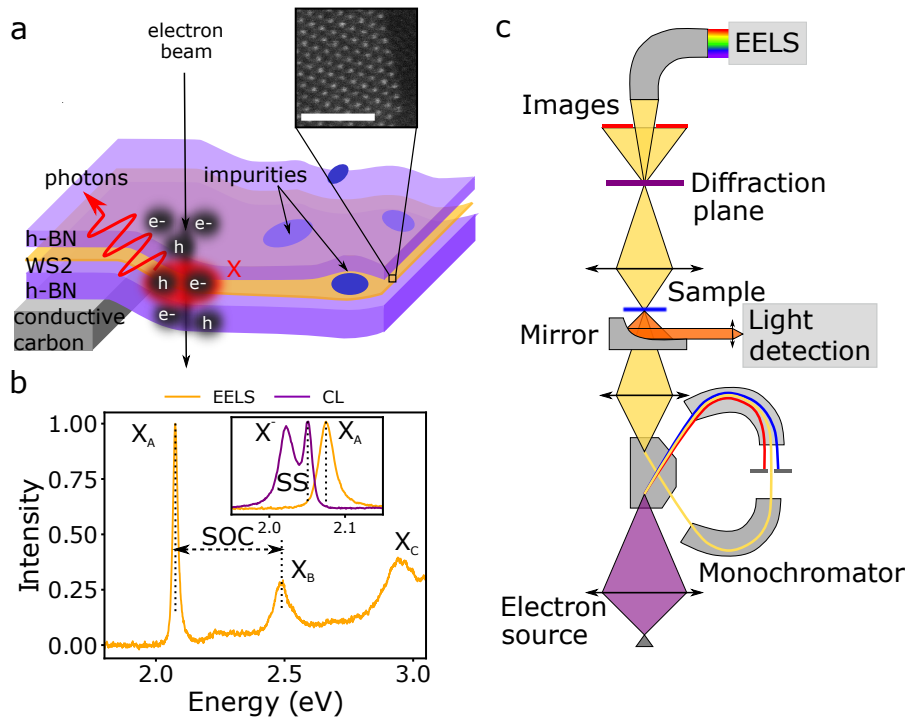 a
electron
beam
photons
impurities
e-
e-
h
h-BN
WS2
h-BN
h
e-
X
e-
h
conductive
carbon
b
EELS
CL
Intensity
1.00
0.75
0.50
0.25
0.00
X_A
SOC
X_B
X_C
X^-
SS
X_A
2.0
2.1
2.0
2.5
3.0
Energy (eV)
c
EELS
Images
Diffraction
plane
Sample
Mirror
Light
detection
Monochromator
Electron
source